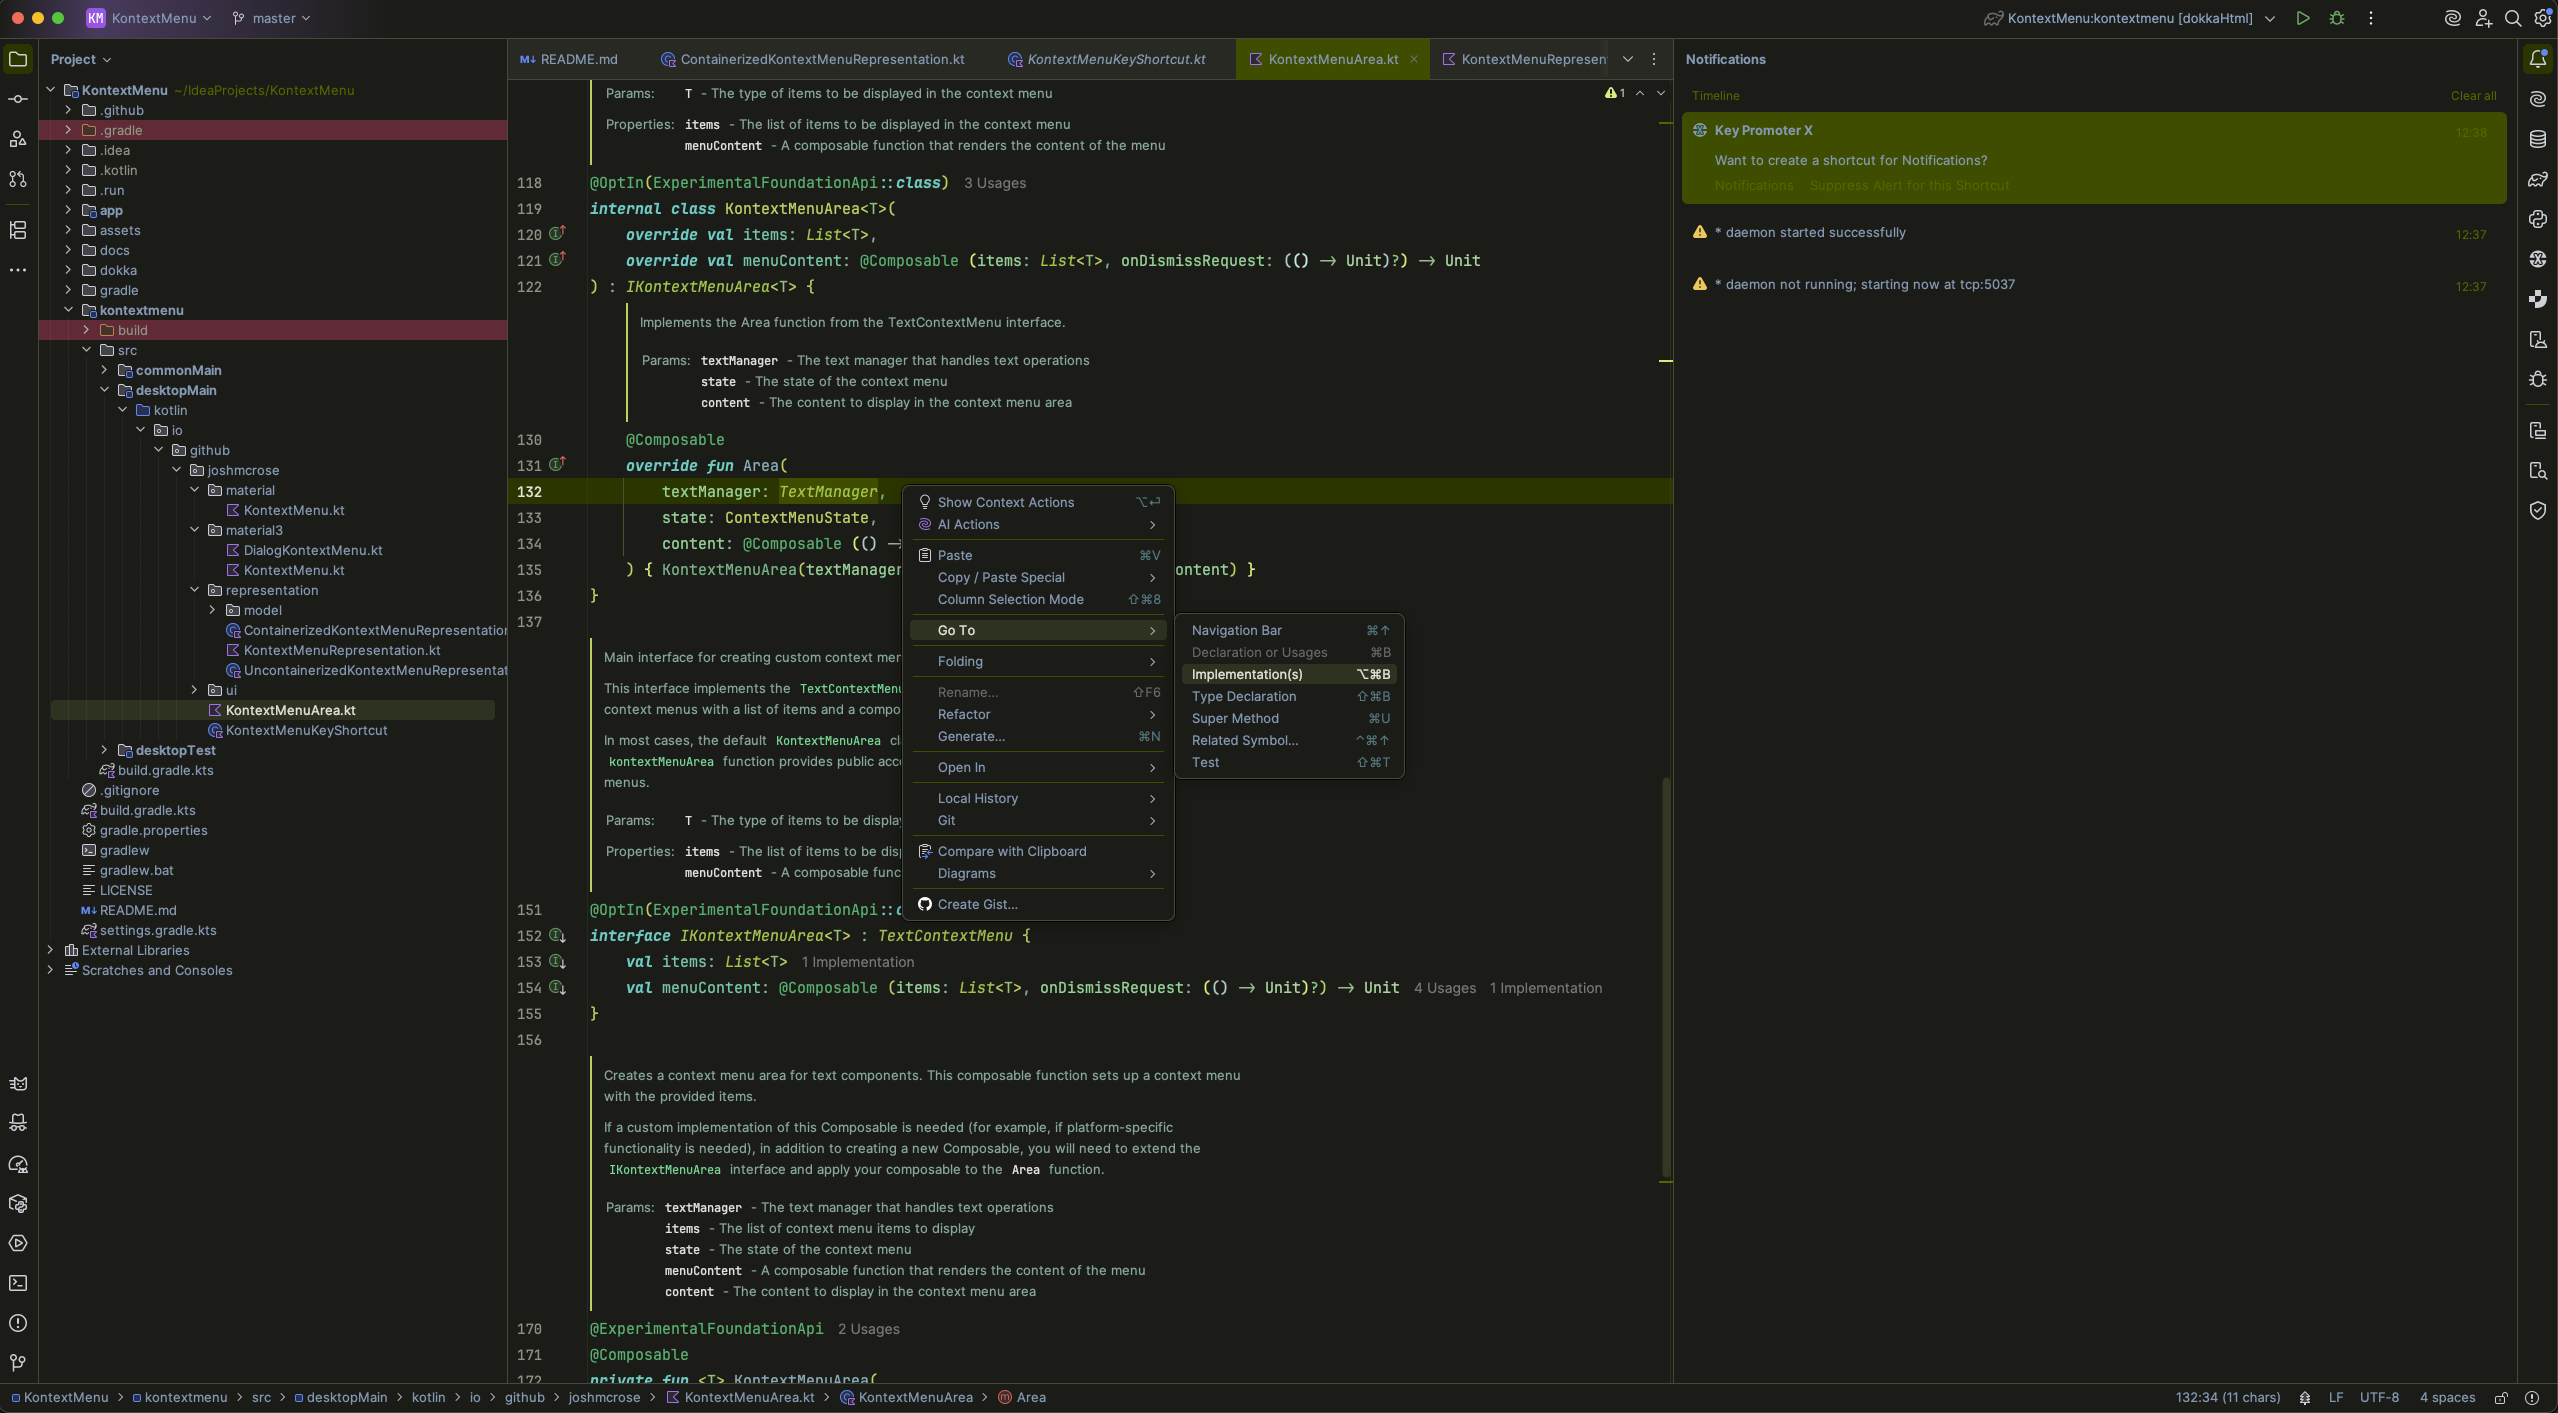 KM KontextMenu master KontextMenu:kontextmenu [dokkaHtml]
Project
KontextMenu ~/IdeaProjects/KontextMenu
.github
.gradle
.idea
.kotlin
.run
app
assets
docs
dokka
gradle
kontextmenu
build
src
commonMain
desktopMain
kotlin
io
github
joshmcrose
material
KontextMenu.kt
material3
DialogKontextMenu.kt
KontextMenu.kt
representation
model
ContainerizedKontextMenuRepresentation
KontextMenuRepresentation.kt
UncontainerizedKontextMenuRepresentat
ui
KontextMenuArea.kt
KontextMenuKeyShortcut
desktopTest
build.gradle.kts
.gitignore
build.gradle.kts
gradle.properties
gradlew
gradlew.bat
LICENSE
M↓ README.md
settings.gradle.kts
External Libraries
Scratches and Consoles
M↓ README.md ContainerizedKontextMenuRepresentation.kt KontextMenuKeyShortcut.kt KontextMenuArea.kt × KontextMenuRepresen
1
Params: T - The type of items to be displayed in the context menu
Properties: items - The list of items to be displayed in the context menu
menuContent - A composable function that renders the content of the menu
118 @OptIn(ExperimentalFoundationApi::class) 3 Usages
119 internal class KontextMenuArea<T>(
120 override val items: List<T>,
121 override val menuContent: @Composable (items: List<T>, onDismissRequest: (() -> Unit)?) -> Unit
122 ) : IKontextMenuArea<T> {
Implements the Area function from the TextContextMenu interface.
Params: textManager - The text manager that handles text operations
state - The state of the context menu
content - The content to display in the context menu area
130 @Composable
131 override fun Area(
132 textManager: TextManager,
133 state: ContextMenuState,
134 content: @Composable (() -
135 ) { KontextMenuArea(textManager ontent) }
136 }
137
Main interface for creating custom context mer
This interface implements the TextContextMenu
context menus with a list of items and a compo
In most cases, the default KontextMenuArea cl
kontextMenuArea function provides public acc
menus.
Params: T - The type of items to be display
Properties: items - The list of items to be disp
menuContent - A composable func
151 @OptIn(ExperimentalFoundationApi::c
152 interface IKontextMenuArea<T> : TextContextMenu {
153 val items: List<T> 1 Implementation
154 val menuContent: @Composable (items: List<T>, onDismissRequest: (() -> Unit)?) -> Unit 4 Usages 1 Implementation
155 }
156
Creates a context menu area for text components. This composable function sets up a context menu
with the provided items.
If a custom implementation of this Composable is needed (for example, if platform-specific
functionality is needed), in addition to creating a new Composable, you will need to extend the
IKontextMenuArea interface and apply your composable to the Area function.
Params: textManager - The text manager that handles text operations
items - The list of context menu items to display
state - The state of the context menu
menuContent - A composable function that renders the content of the menu
content - The content to display in the context menu area
170 @ExperimentalFoundationApi 2 Usages
171 @Composable
172 private fun <T> KontextMenuArea(
Show Context Actions ⌥⏎
AI Actions
Paste ⌘V
Copy / Paste Special
Column Selection Mode ⇧⌘8
Go To
Folding
Rename... ⇧F6
Refactor
Generate... ⌘N
Open In
Local History
Git
Compare with Clipboard
Diagrams
Create Gist...
Navigation Bar ⌘↑
Declaration or Usages ⌘B
Implementation(s) ⌥⌘B
Type Declaration ⇧⌘B
Super Method ⌘U
Related Symbol... ^⌘↑
Test ⇧⌘T
Notifications
Timeline Clear all
Key Promoter X 12:38
Want to create a shortcut for Notifications?
Notifications Suppress Alert for this Shortcut
* daemon started successfully 12:37
* daemon not running; starting now at tcp:5037 12:37
KontextMenu > kontextmenu > src > desktopMain > kotlin > io > github > joshmcrose > KontextMenuArea.kt > KontextMenuArea > Area
132:34 (11 chars) LF UTF-8 4 spaces